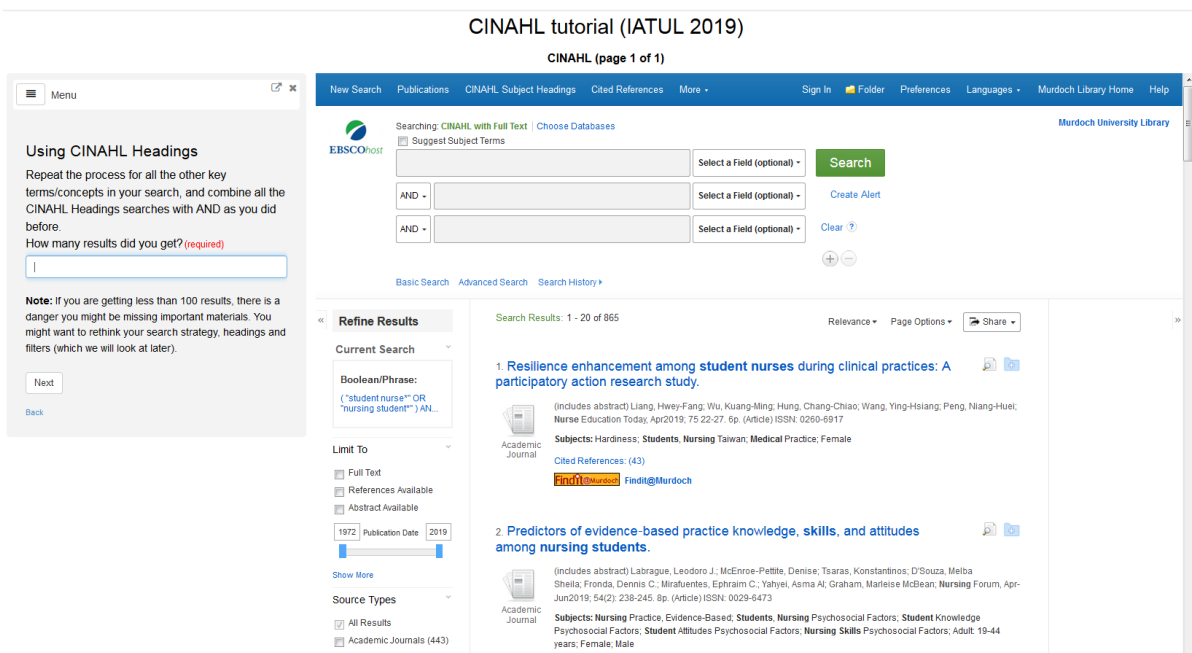 CINAHL tutorial (IATUL 2019)
CINAHL (page 1 of 1)
Menu
Using CINAHL Headings
Repeat the process for all the other key
terms/concepts in your search, and combine all the
CINAHL Headings searches with AND as you did
before.
How many results did you get? (required)
Note: If you are getting less than 100 results, there is a
danger you might be missing important materials. You
might want to rethink your search strategy, headings and
filters (which we will look at later).
Next
Back
New Search Publications CINAHL Subject Headings Cited References More Sign In Folder Preferences Languages Murdoch Library Home Help
Murdoch University Library
EBSCOhost
Searching: CINAHL with Full Text | Choose Databases
Suggest Subject Terms
Select a Field (optional) Search
AND Select a Field (optional) Create Alert
AND Select a Field (optional) Clear ?
Basic Search Advanced Search Search History
« Refine Results
Current Search
Boolean/Phrase:
( "student nurse*" OR
"nursing student*" ) AN...
Limit To
Full Text
References Available
Abstract Available
1972 Publication Date 2019
Show More
Source Types
All Results
Academic Journals (443)
Search Results: 1 - 20 of 865
Relevance Page Options Share »
1. Resilience enhancement among student nurses during clinical practices: A
participatory action research study.
(includes abstract) Liang, Hwey-Fang; Wu, Kuang-Ming; Hung, Chang-Chiao; Wang, Ying-Hsiang; Peng, Niang-Huei;
Nurse Education Today, Apr2019; 75 22-27. 6p. (Article) ISSN: 0260-6917
Academic
Journal
Subjects: Hardiness; Students, Nursing Taiwan; Medical Practice; Female
Cited References: (43)
Findit@Murdoch Findit@Murdoch
2. Predictors of evidence-based practice knowledge, skills, and attitudes
among nursing students.
(includes abstract) Labrague, Leodoro J.; McEnroe-Pettite, Denise; Tsaras, Konstantinos; D'Souza, Melba
Sheila; Fronda, Dennis C.; Mirafuentes, Ephraim C.; Yahyei, Asma Al; Graham, Marleise McBean; Nursing Forum, Apr-
Jun2019; 54(2): 238-245. 8p. (Article) ISSN: 0029-6473
Academic
Journal
Subjects: Nursing Practice, Evidence-Based; Students, Nursing Psychosocial Factors; Student Knowledge
Psychosocial Factors; Student Attitudes Psychosocial Factors; Nursing Skills Psychosocial Factors; Adult: 19-44
years; Female; Male